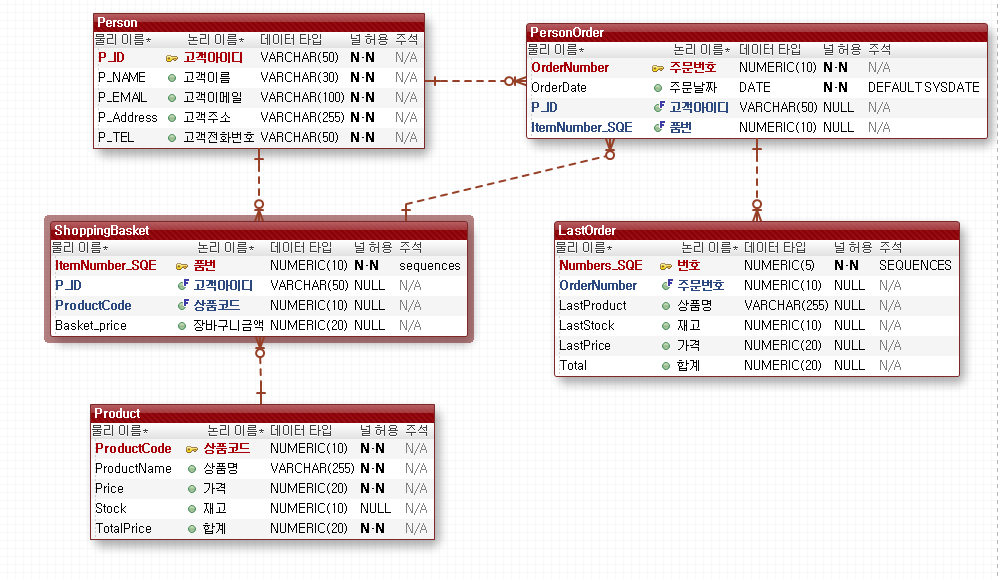 Person
물리 이름* 논리 이름* 데이터 타입 널 허용 주석
P_ID 고객아이디 VARCHAR(50) N-N N/A
P_NAME 고객이름 VARCHAR(30) N-N N/A
P_EMAIL 고객이메일 VARCHAR(100) N-N N/A
P_Address 고객주소 VARCHAR(255) N-N N/A
P_TEL 고객전화번호 VARCHAR(50) N-N N/A
PersonOrder
물리 이름* 논리 이름* 데이터 타입 널 허용 주석
OrderNumber 주문번호 NUMERIC(10) N-N N/A
OrderDate 주문날짜 DATE N-N DEFAULT SYSDATE
P_ID F 고객아이디 VARCHAR(50) NULL N/A
ItemNumber_SQE F 품번 NUMERIC(10) NULL N/A
ShoppingBasket
물리 이름* 논리 이름* 데이터 타입 널 허용 주석
ItemNumber_SQE 품번 NUMERIC(10) N-N sequences
P_ID F 고객아이디 VARCHAR(50) NULL N/A
ProductCode F 상품코드 NUMERIC(10) NULL N/A
Basket_price 장바구니금액 NUMERIC(20) NULL N/A
LastOrder
물리 이름* 논리 이름* 데이터 타입 널 허용 주석
Numbers_SQE 번호 NUMERIC(5) N-N SEQUENCES
OrderNumber F 주문번호 NUMERIC(10) NULL N/A
LastProduct 상품명 VARCHAR(255) NULL N/A
LastStock 재고 NUMERIC(10) NULL N/A
LastPrice 가격 NUMERIC(20) NULL N/A
Total 합계 NUMERIC(20) NULL N/A
Product
물리 이름* 논리 이름* 데이터 타입 널 허용 주석
ProductCode 상품코드 NUMERIC(10) N-N N/A
ProductName 상품명 VARCHAR(255) N-N N/A
Price 가격 NUMERIC(20) N-N N/A
Stock 재고 NUMERIC(10) NULL N/A
TotalPrice 합계 NUMERIC(20) N-N N/A